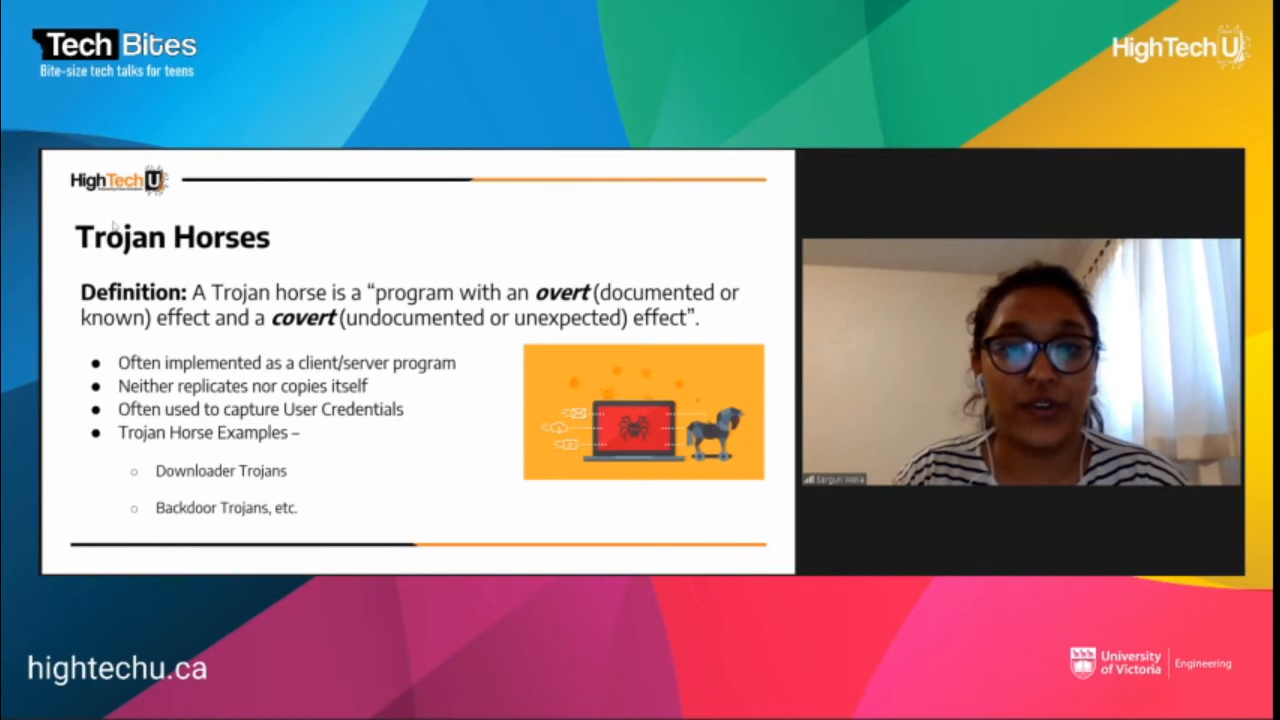 Tech Bites
Bite-size tech talks for teens
HighTechU
HighTechU
Trojan Horses
Definition: A Trojan horse is a “program with an overt (documented or
known) effect and a covert (undocumented or unexpected) effect”.
● Often implemented as a client/server program
● Neither replicates nor copies itself
● Often used to capture User Credentials
● Trojan Horse Examples –
○ Downloader Trojans
○ Backdoor Trojans, etc.
Sargun Walia
hightechu.ca
University
of Victoria
Engineering